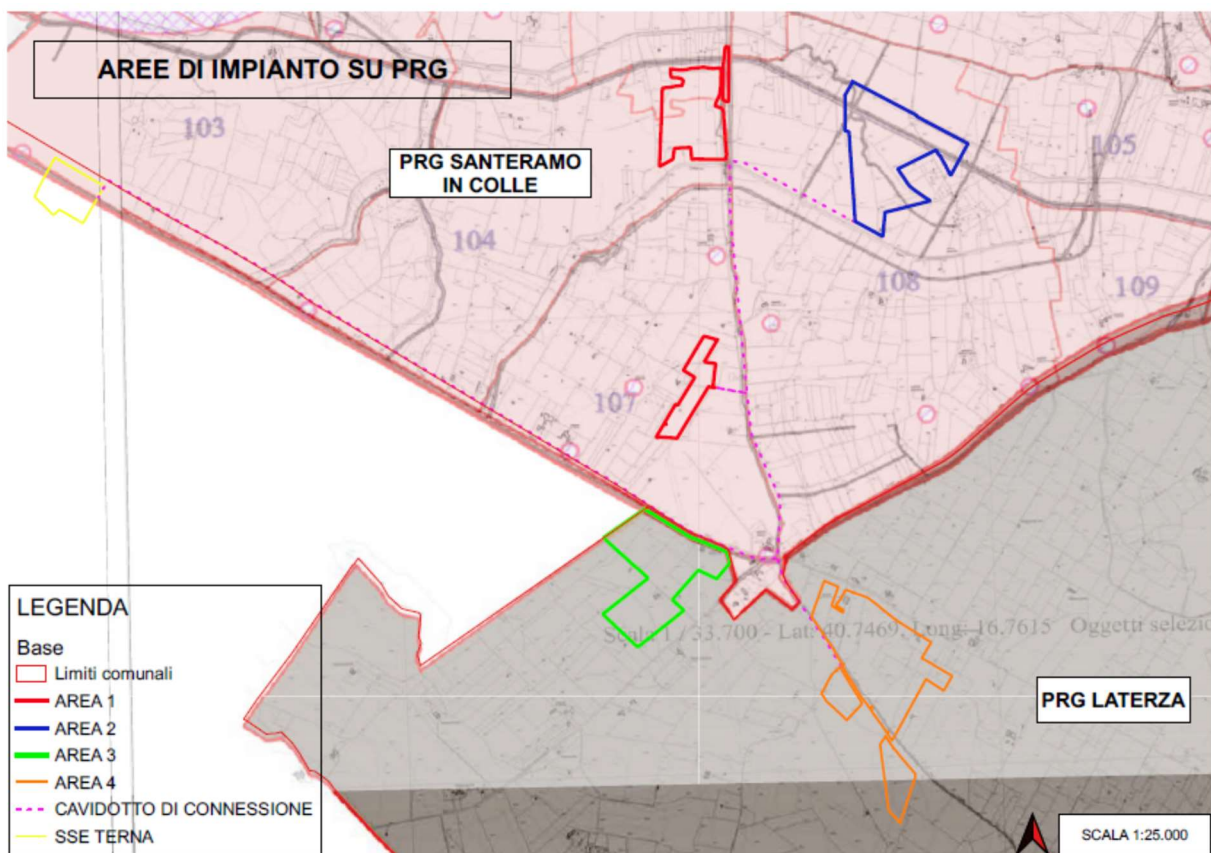 AREE DI IMPIANTO SU PRG
103
PRG SANTERAMO
IN COLLE
105
104
108
109
107
Scala 1 / 33.700 - Lat: 40.7469, Long: 16.7615 Oggetti selezio
LEGENDA
Base
Limiti comunali
AREA 1
AREA 2
AREA 3
AREA 4
CAVIDOTTO DI CONNESSIONE
SSE TERNA
PRG LATERZA
SCALA 1:25.000